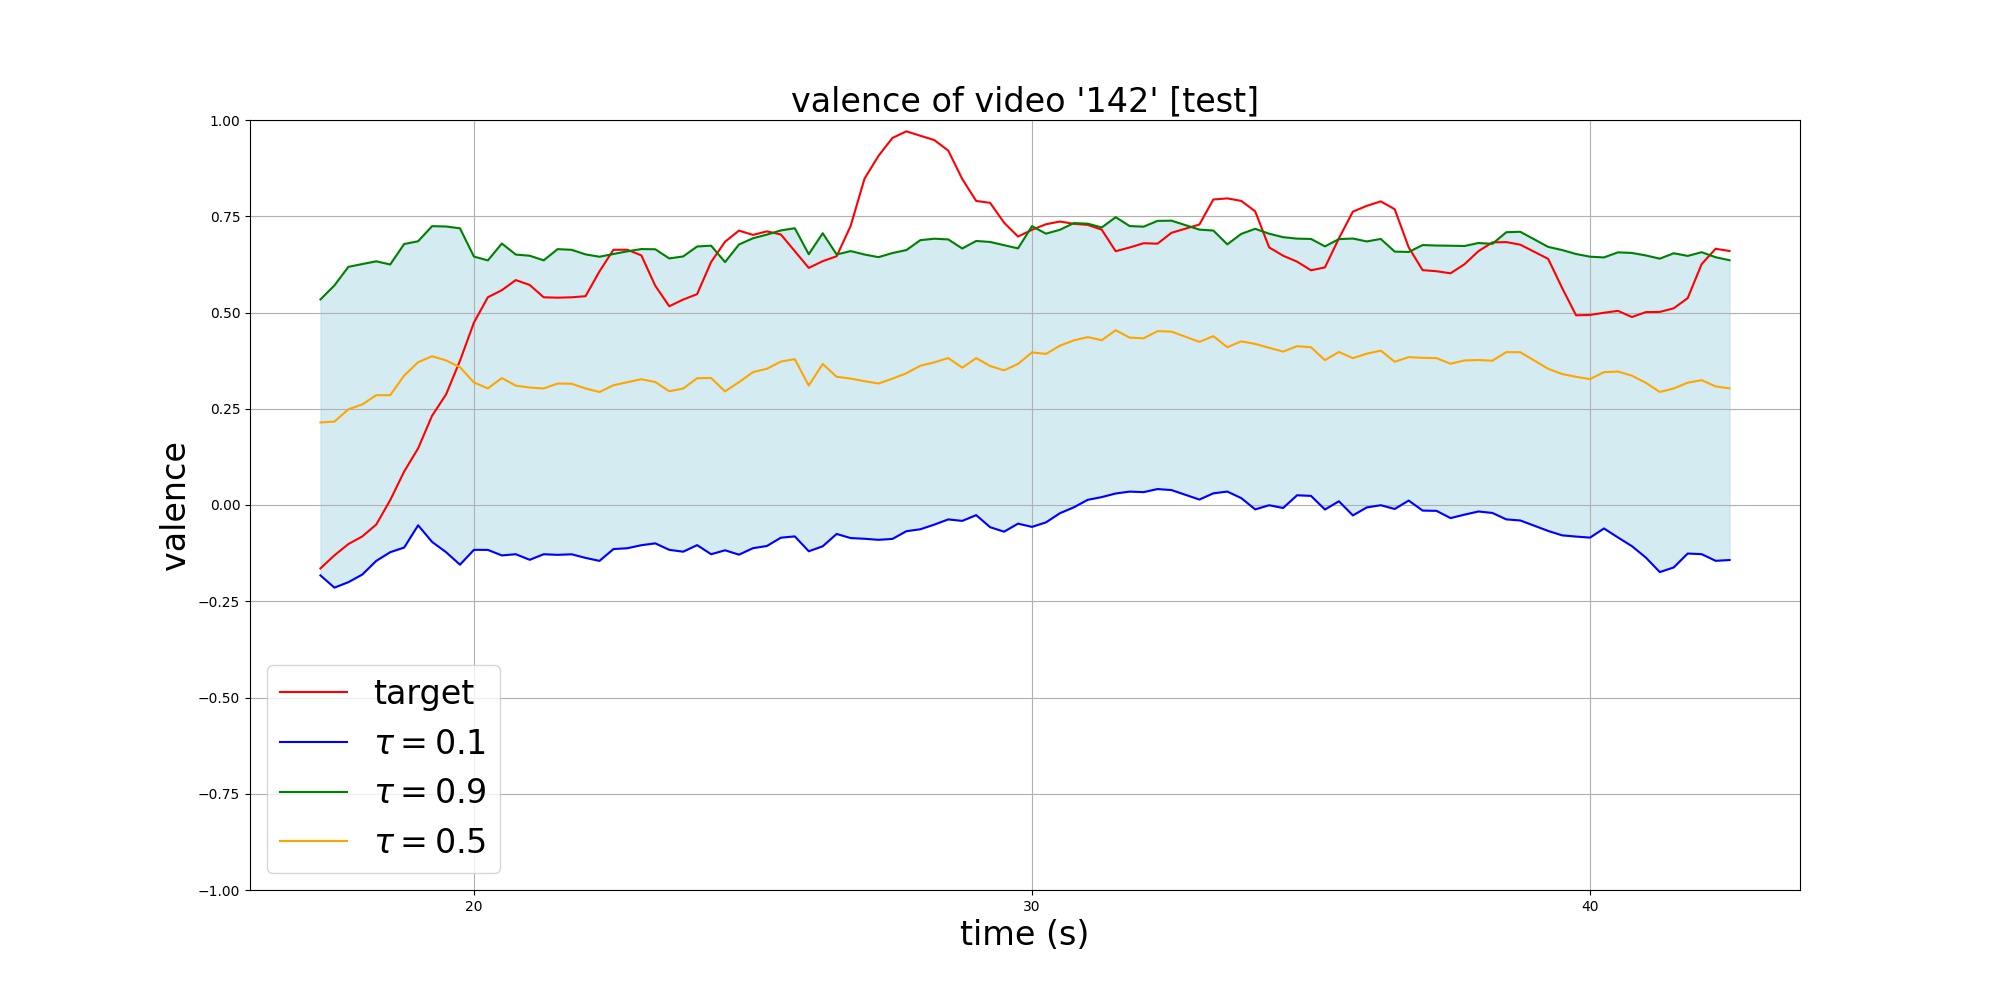 valence of video '142' [test]
1.00
0.75
0.50
0.25
0.00
−0.25
−0.50
−0.75
−1.00
valence
target
τ = 0.1
τ = 0.9
τ = 0.5
20
30
40
time (s)